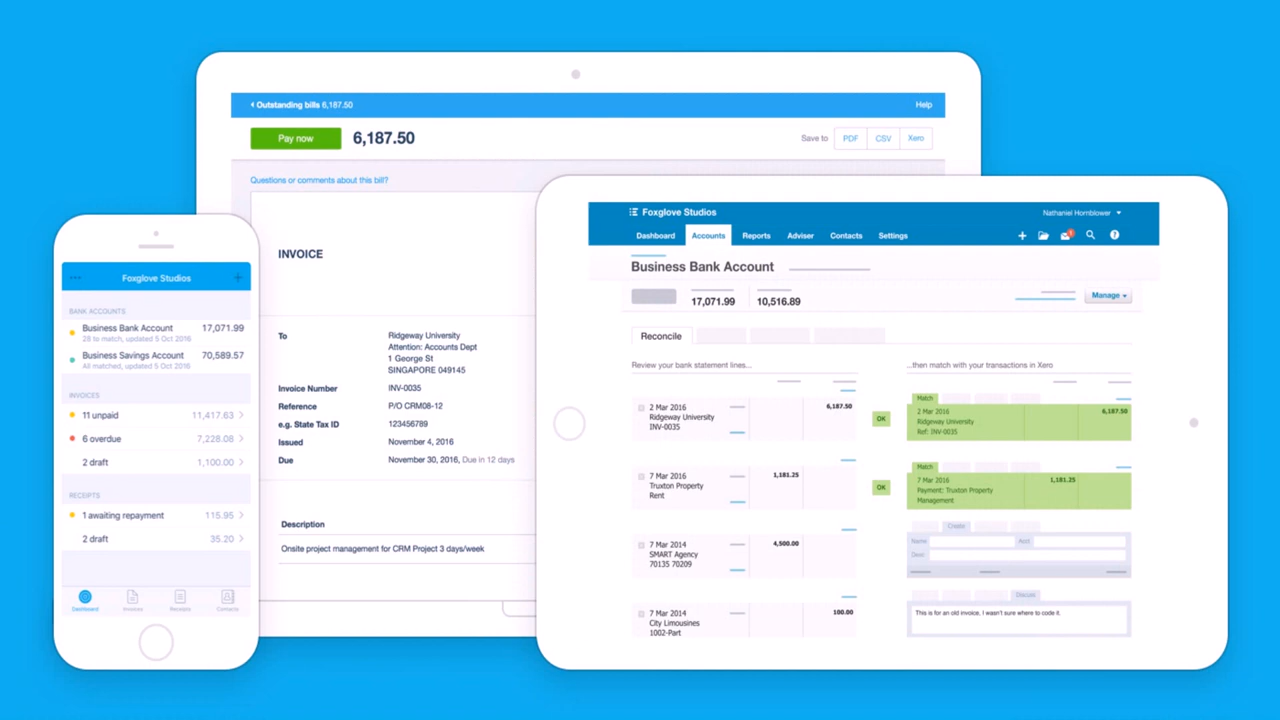 Outstanding bills 6,187.50
Help
Pay now
6,187.50
Save to
PDF
CSV
Xero
Questions or comments about this bill?
INVOICE
To
Ridgeway University
Attention: Accounts Dept
1 George St
SINGAPORE 049145
Invoice Number
INV-0035
Reference
P/O CRM08-12
e.g. State Tax ID
123456789
Issued
November 4, 2016
Due
November 30, 2016, Due in 12 days
Description
Onsite project management for CRM Project 3 days/week
Foxglove Studios
BANK ACCOUNTS
Business Bank Account 17,071.99
28 to match, updated 5 Oct 2016
Business Savings Account 70,589.57
All matched, updated 5 Oct 2016
INVOICES
11 unpaid 11,417.63
6 overdue 7,228.08
2 draft 1,100.00
RECEIPTS
1 awaiting repayment 115.95
2 draft 35.20
Dashboard
Invoices
Receipts
Contacts
Foxglove Studios
Nathaniel Hornblower
Dashboard
Accounts
Reports
Adviser
Contacts
Settings
Business Bank Account
17,071.99
10,516.89
Manage
Reconcile
Review your bank statement lines...
...then match with your transactions in Xero
2 Mar 2016
Ridgeway University
INV-0035
6,187.50
OK
Match
2 Mar 2016
Ridgeway University
Ref: INV-0035
6,187.50
7 Mar 2016
Truxton Property
Rent
1,181.25
OK
Match
7 Mar 2016
Payment: Truxton Property
Management
1,181.25
7 Mar 2014
SMART Agency
70135 70209
4,500.00
Create
Name
Acct
Desc
7 Mar 2014
City Limousines
1002-Part
100.00
Discuss
This is for an old invoice, I wasn't sure where to code it.